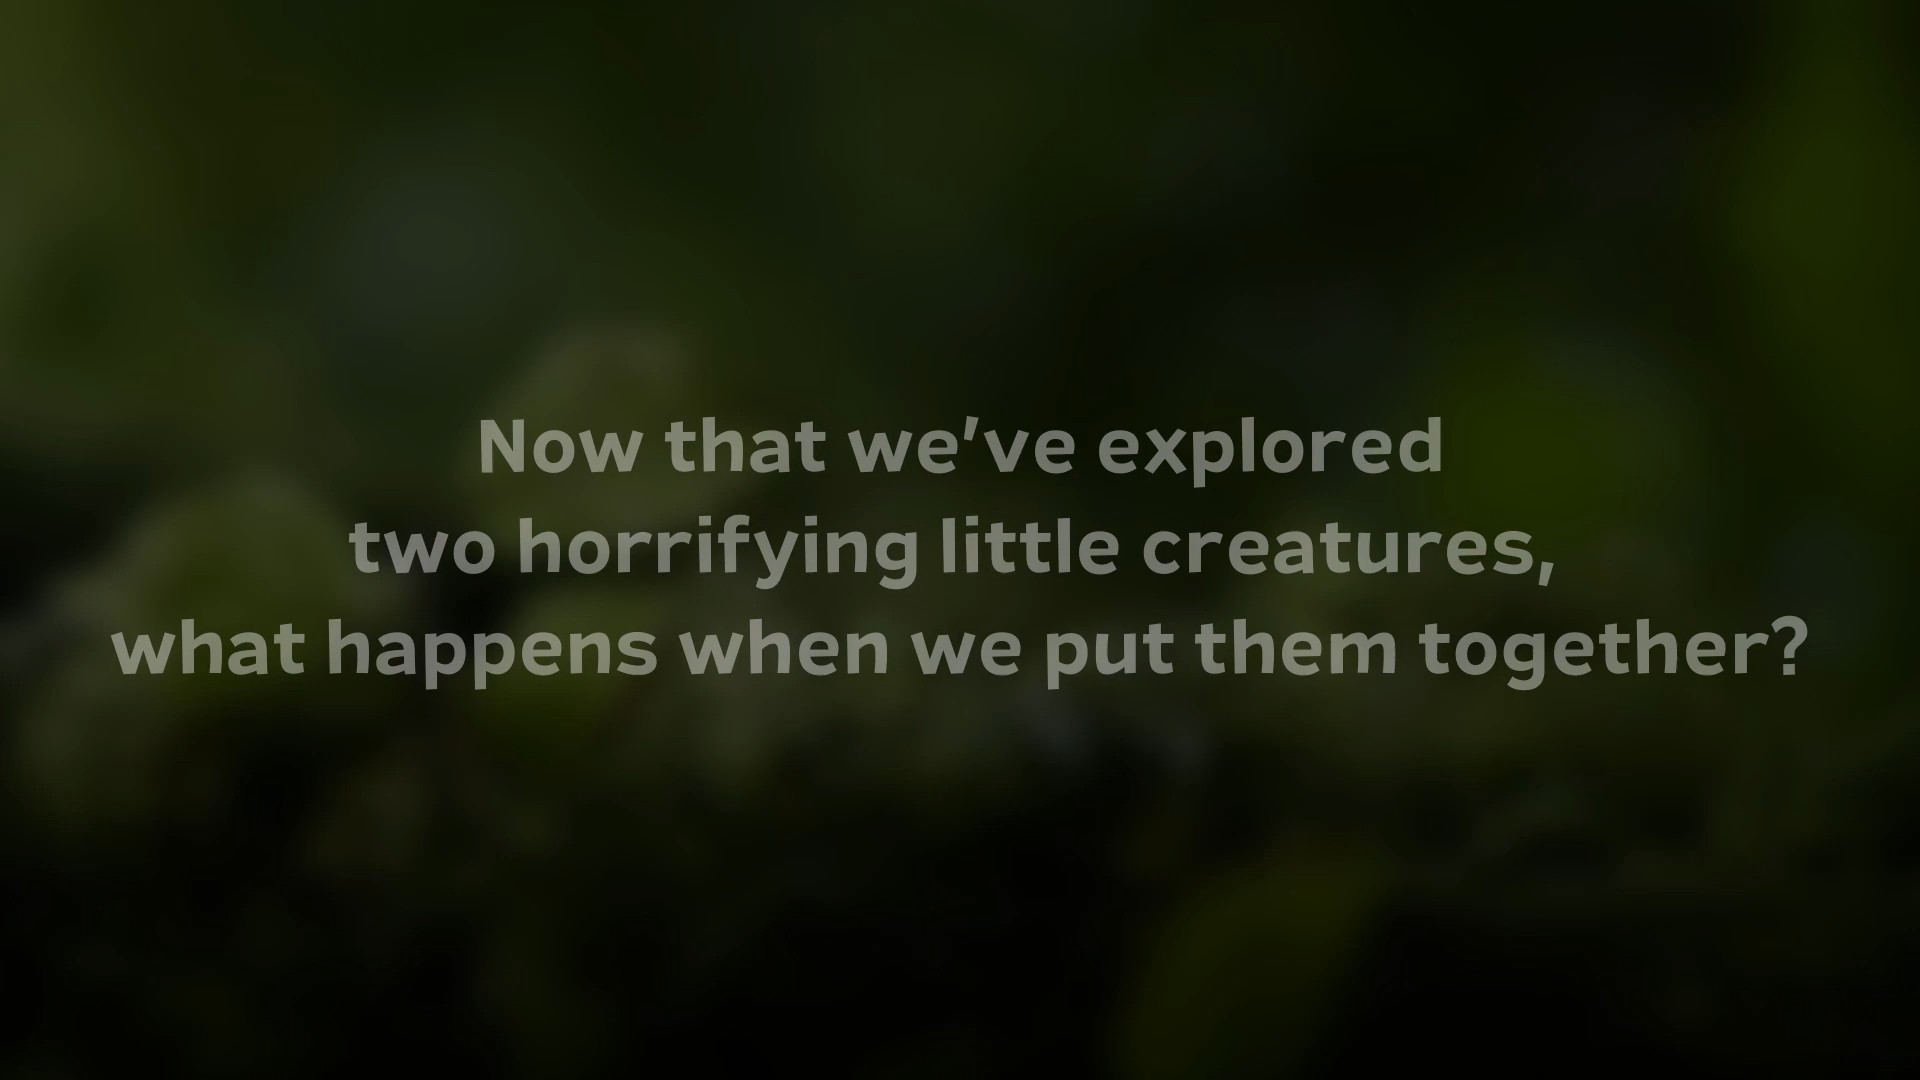 Now that we've explored
two horrifying little creatures,
what happens when we put them together?